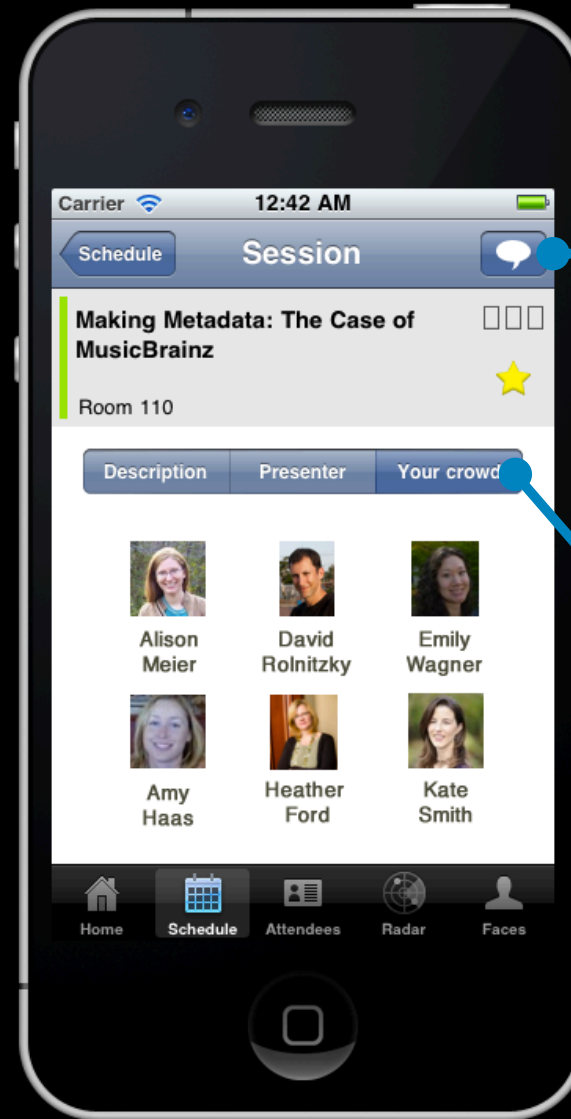 Carrier 12:42 AM
Schedule Session
Making Metadata: The Case of
MusicBrainz
Room 110
Description Presenter Your crowd
Alison David Emily
Meier Rolnitzky Wagner
Amy Heather Kate
Haas Ford Smith
Home Schedule Attendees Radar Faces